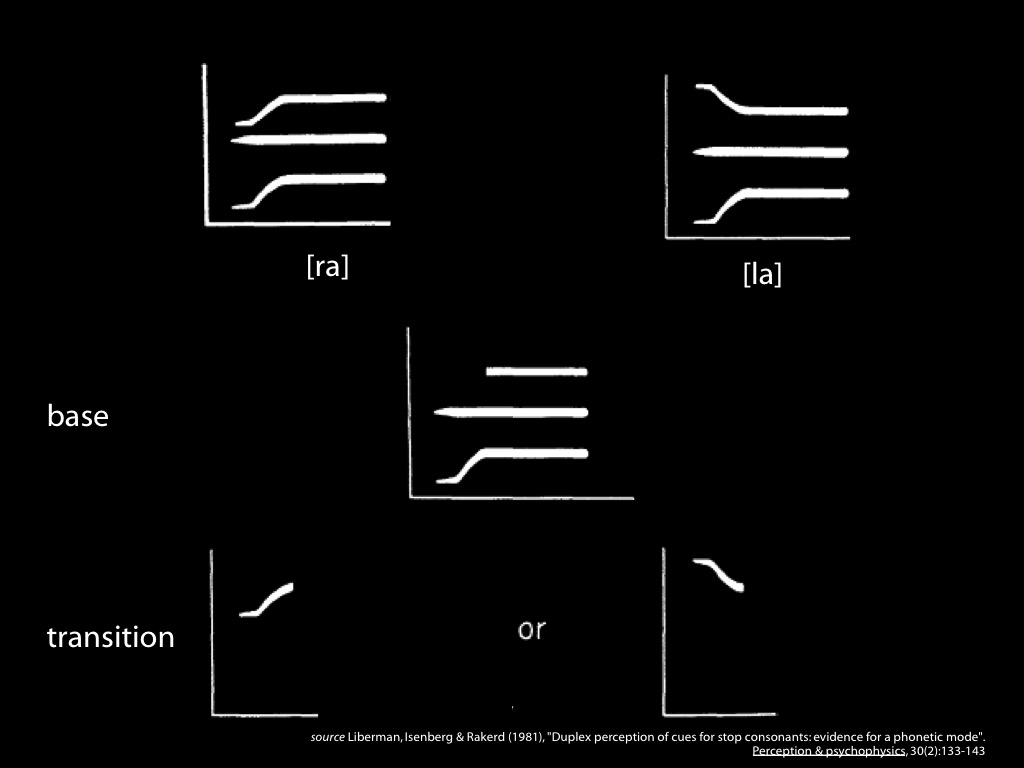 [ra]
[la]
base
transition
or
source Liberman, Isenberg & Rakerd (1981), "Duplex perception of cues for stop consonants: evidence for a phonetic mode".
Perception & psychophysics, 30(2):133-143